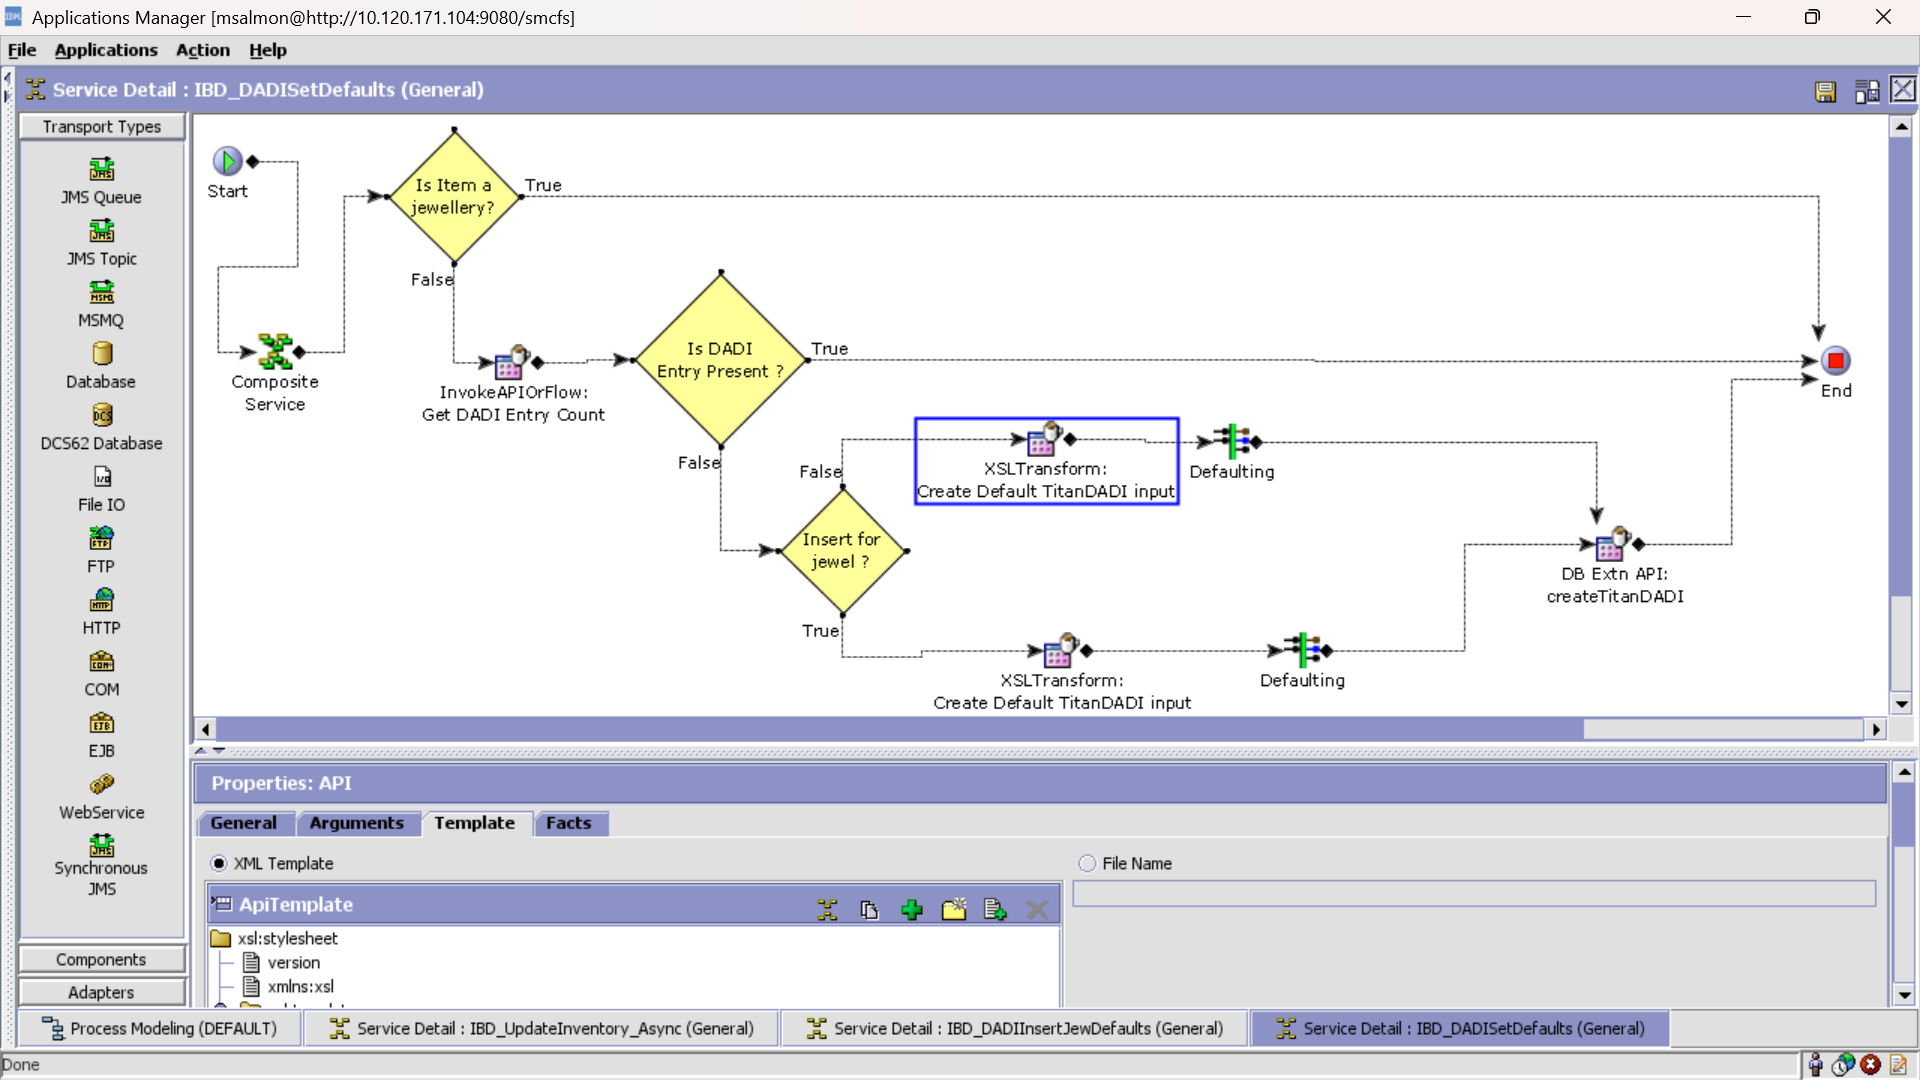 Applications Manager [msalmon@http://10.120.171.104:9080/smcfs]
File Applications Action Help
Service Detail : IBD_DADISetDefaults (General)
Transport Types
JMS Queue
JMS Topic
MSMQ
Database
DCS62 Database
File IO
FTP
HTTP
COM
EJB
WebService
Synchronous
JMS
Components
Adapters
Start
Is Item a
jewellery?
True
False
Composite
Service
InvokeAPIOrFlow:
Get DADI Entry Count
Is DADI
Entry Present ?
True
False
End
False
XSLTransform:
Create Default TitanDADI input
Defaulting
Insert for
jewel ?
True
DB Extn API:
createTitanDADI
XSLTransform:
Create Default TitanDADI input
Defaulting
Properties: API
General Arguments Template Facts
XML Template
File Name
ApiTemplate
xsl:stylesheet
version
xmlns:xsl
Process Modeling (DEFAULT)
Service Detail : IBD_UpdateInventory_Async (General)
Service Detail : IBD_DADIInsertJewDefaults (General)
Service Detail : IBD_DADISetDefaults (General)
Done